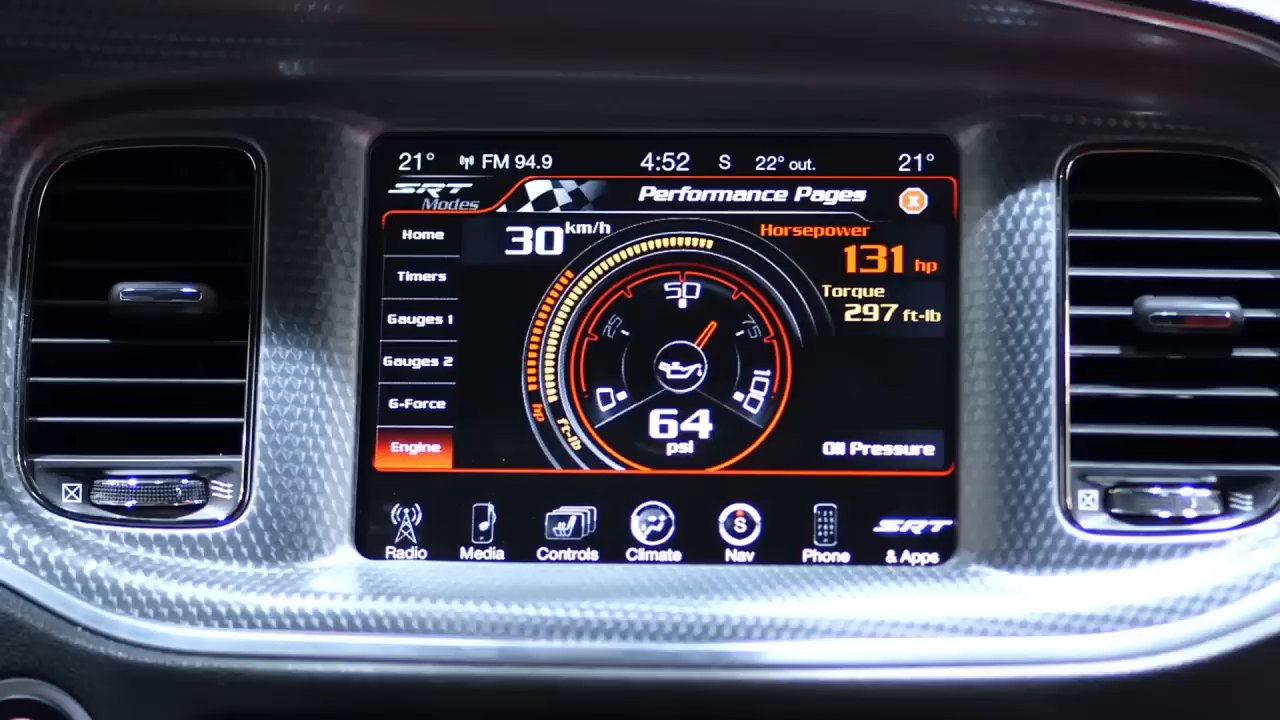 21° FM 94.9 4:52 S 22° out. 21°
SRT
Modes
Performance Pages
X
Home
Timers
Gauges 1
Gauges 2
G-Force
Engine
30 km/h
Horsepower
131 hp
Torque
297 ft-lb
0 25 50 75 100
64
psi
hp
ft-lb
Oil Pressure
S
Radio Media Controls Climate Nav Phone
SRT
& Apps